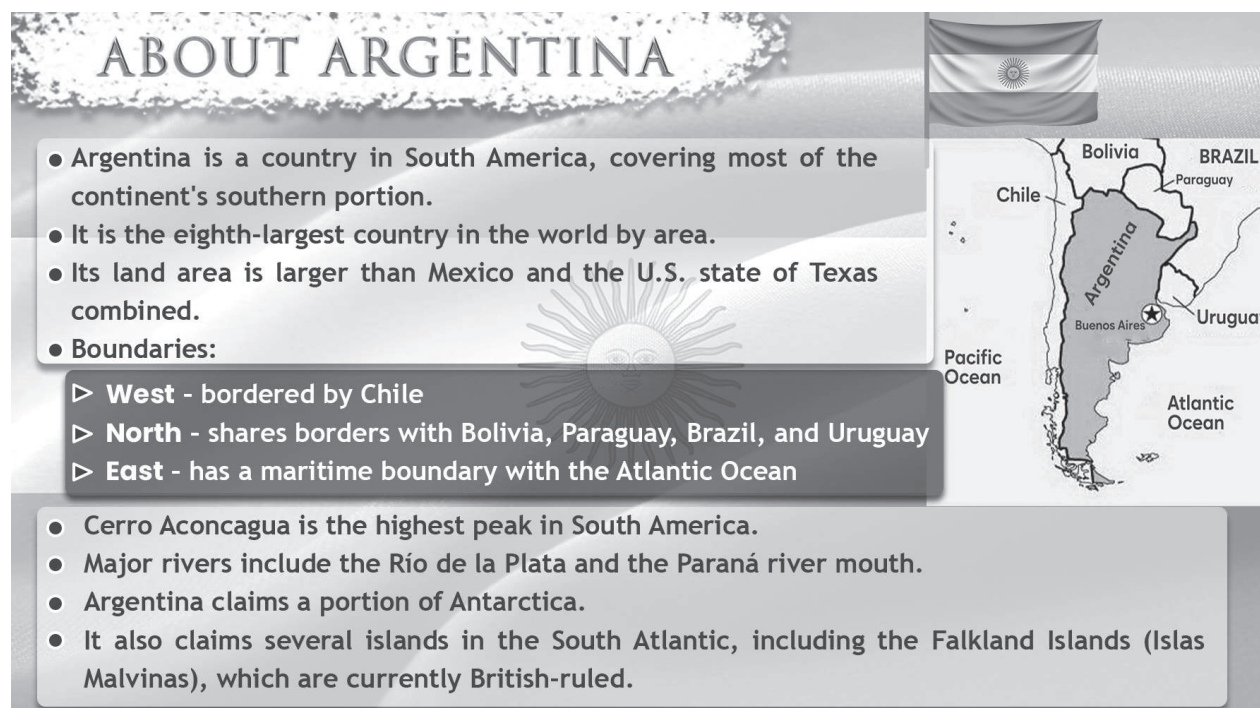 ABOUT ARGENTINA
● Argentina is a country in South America, covering most of the
continent's southern portion.
● It is the eighth-largest country in the world by area.
● Its land area is larger than Mexico and the U.S. state of Texas
combined.
● Boundaries:
West - bordered by Chile
North - shares borders with Bolivia, Paraguay, Brazil, and Uruguay
East - has a maritime boundary with the Atlantic Ocean
● Cerro Aconcagua is the highest peak in South America.
● Major rivers include the Río de la Plata and the Paraná river mouth.
● Argentina claims a portion of Antarctica.
● It also claims several islands in the South Atlantic, including the Falkland Islands (Islas
Malvinas), which are currently British-ruled.
Bolivia
BRAZIL
Paraguay
Chile
Argentina
Buenos Aires
Urugua
Pacific
Ocean
Atlantic
Ocean